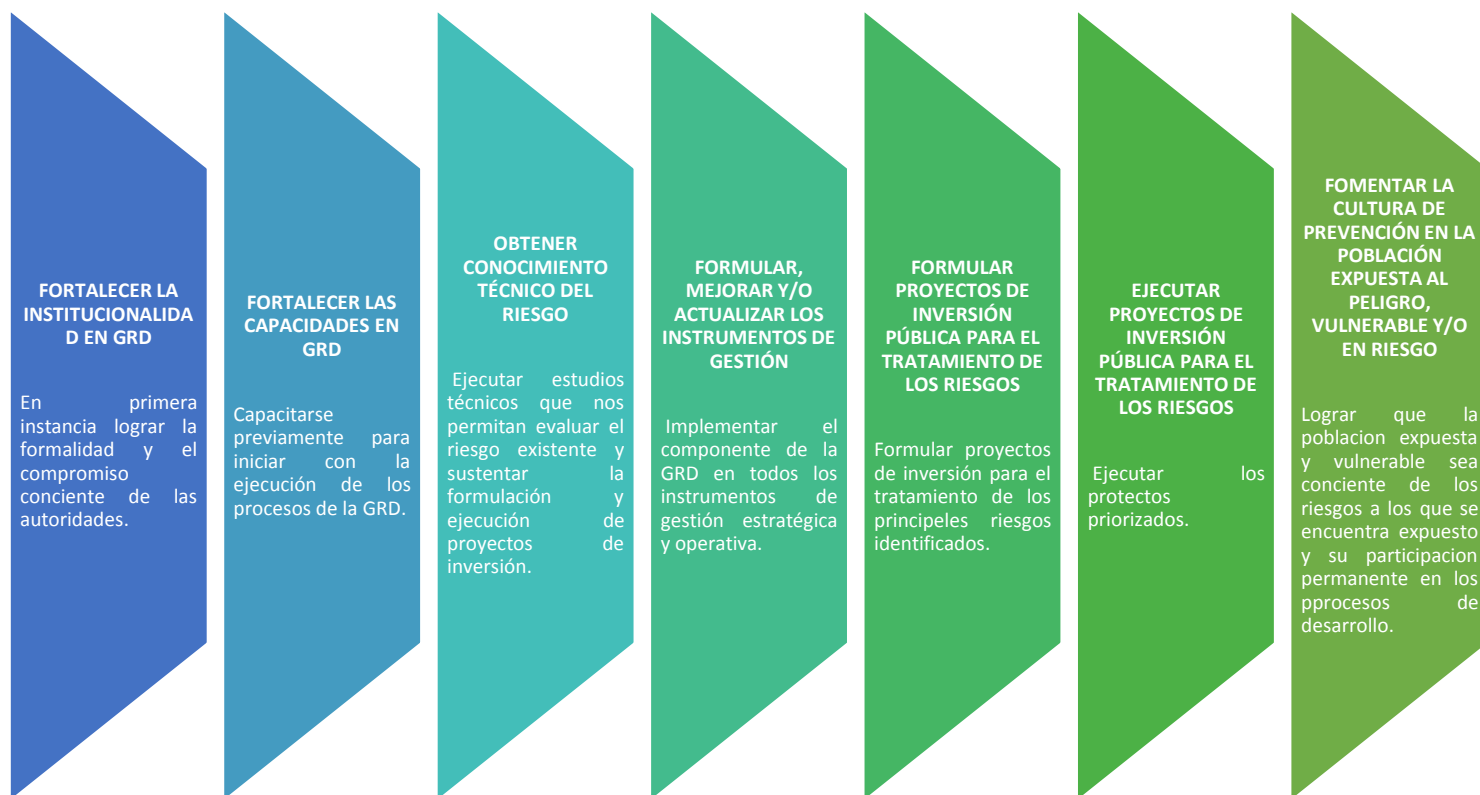 FORTALECER LA
INSTITUCIONALIDA
D EN GRD
En primera
instancia lograr la
formalidad y el
compromiso
conciente de las
autoridades.
FORTALECER LAS
CAPACIDADES EN
GRD
Capacitarse
previamente para
iniciar con la
ejecución de los
procesos de la GRD.
OBTENER
CONOCIMIENTO
TÉCNICO DEL
RIESGO
Ejecutar estudios
técnicos que nos
permitan evaluar el
riesgo existente y
sustentar la
formulación y
ejecución de
proyectos de
inversión.
FORMULAR,
MEJORAR Y/O
ACTUALIZAR LOS
INSTRUMENTOS DE
GESTIÓN
Implementar el
componente de la
GRD en todos los
instrumentos de
gestión estratégica
y operativa.
FORMULAR
PROYECTOS DE
INVERSIÓN
PÚBLICA PARA EL
TRATAMIENTO DE
LOS RIESGOS
Formular proyectos
de inversión para el
tratamiento de los
principeles riesgos
identificados.
EJECUTAR
PROYECTOS DE
INVERSIÓN
PÚBLICA PARA EL
TRATAMIENTO DE
LOS RIESGOS
Ejecutar los
protectos
priorizados.
FOMENTAR LA
CULTURA DE
PREVENCIÓN EN LA
POBLACIÓN
EXPUESTA AL
PELIGRO,
VULNERABLE Y/O
EN RIESGO
Lograr que la
poblacion expuesta
y vulnerable sea
conciente de los
riesgos a los que se
encuentra expuesto
y su participacion
permanente en los
pprocesos de
desarrollo.